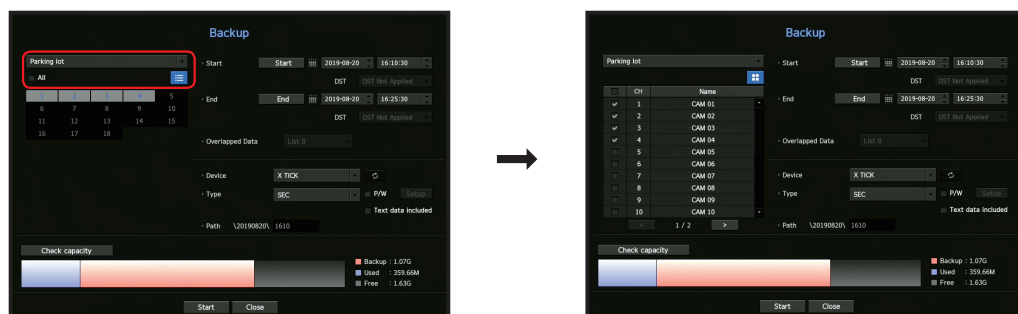 Backup
Parking lot
All
1 2 3 4 5
6 7 8 9 10
11 12 13 14 15
16 17 18
Start Start 2019-08-20 16:10:30
DST DST Not Applied
End End 2019-08-20 16:25:30
DST DST Not Applied
Overlapped Data List 0
Device X TICK
Type SEC P/W Setup
Text data included
Path \20190820\ 1610
Check capacity
Backup : 1.07G
Used : 359.66M
Free : 1.63G
Start Close
Backup
Parking lot
CH Name
1 CAM 01
2 CAM 02
3 CAM 03
4 CAM 04
5 CAM 05
6 CAM 06
7 CAM 07
8 CAM 08
9 CAM 09
10 CAM 10
< 1 / 2 >
Start Start 2019-08-20 16:10:30
DST DST Not Applied
End End 2019-08-20 16:25:30
DST DST Not Applied
Overlapped Data List 0
Device X TICK
Type SEC P/W Setup
Text data included
Path \20190820\ 1610
Check capacity
Backup : 1.07G
Used : 359.66M
Free : 1.63G
Start Close